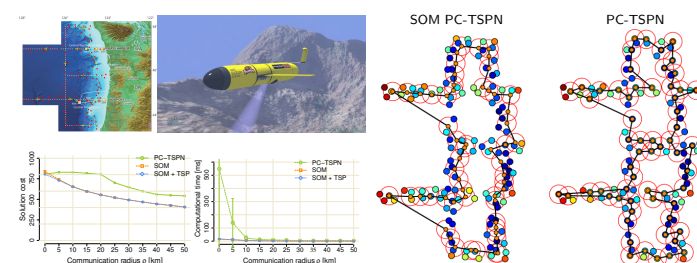 SOM PC-TSPN
PC-TSPN
Solution cost
1000
750
500
250
0
PC-TSPN
SOM
SOM + TSP
0 5 10 15 20 25 30 35 40 45 50
Communication radius ρ [km]
Computational time [ms]
PC-TSPN
SOM
SOM + TSP
0 5 10 15 20 25 30 35 40 45 50
Communication radius ρ [km]